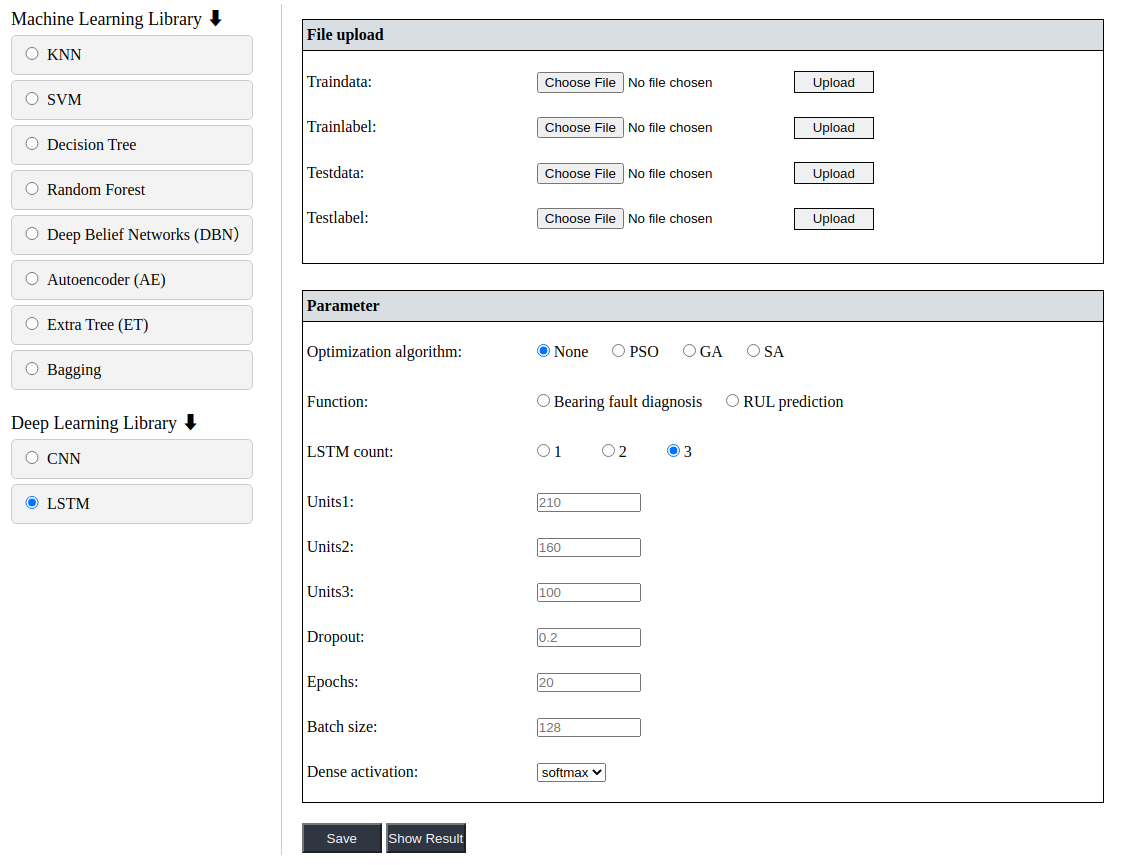 Machine Learning Library ⬇
KNN
SVM
Decision Tree
Random Forest
Deep Belief Networks (DBN)
Autoencoder (AE)
Extra Tree (ET)
Bagging
Deep Learning Library ⬇
CNN
LSTM
File upload
Traindata: Choose File No file chosen Upload
Trainlabel: Choose File No file chosen Upload
Testdata: Choose File No file chosen Upload
Testlabel: Choose File No file chosen Upload
Parameter
Optimization algorithm: None PSO GA SA
Function: Bearing fault diagnosis RUL prediction
LSTM count: 1 2 3
Units1: 210
Units2: 160
Units3: 100
Dropout: 0.2
Epochs: 20
Batch size: 128
Dense activation: softmax
Save Show Result